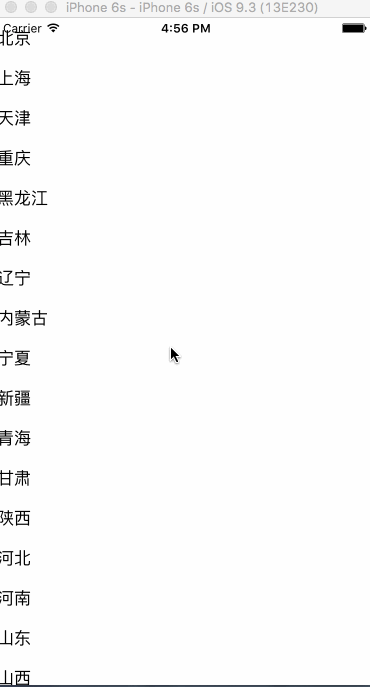 iPhone 6s - iPhone 6s / iOS 9.3 (13E230)
Carrier 4:56 PM
北京
上海
天津
重庆
黑龙江
吉林
辽宁
内蒙古
宁夏
新疆
青海
甘肃
陕西
河北
河南
山东
山西